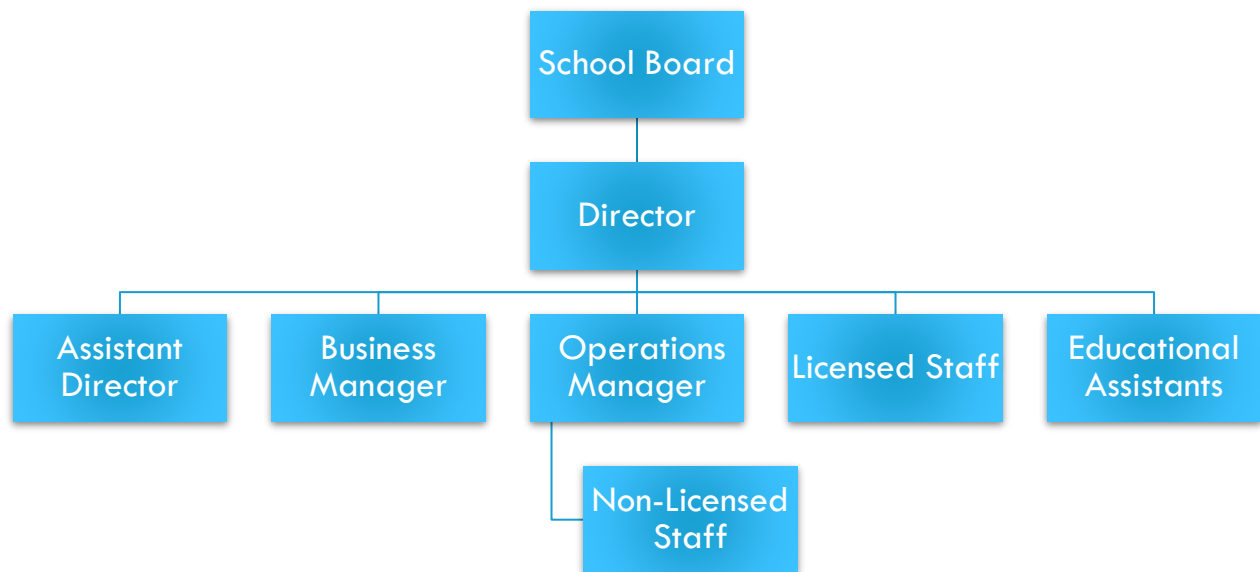 School Board
Director
Assistant
Director
Business
Manager
Operations
Manager
Licensed Staff
Educational
Assistants
Non-Licensed
Staff